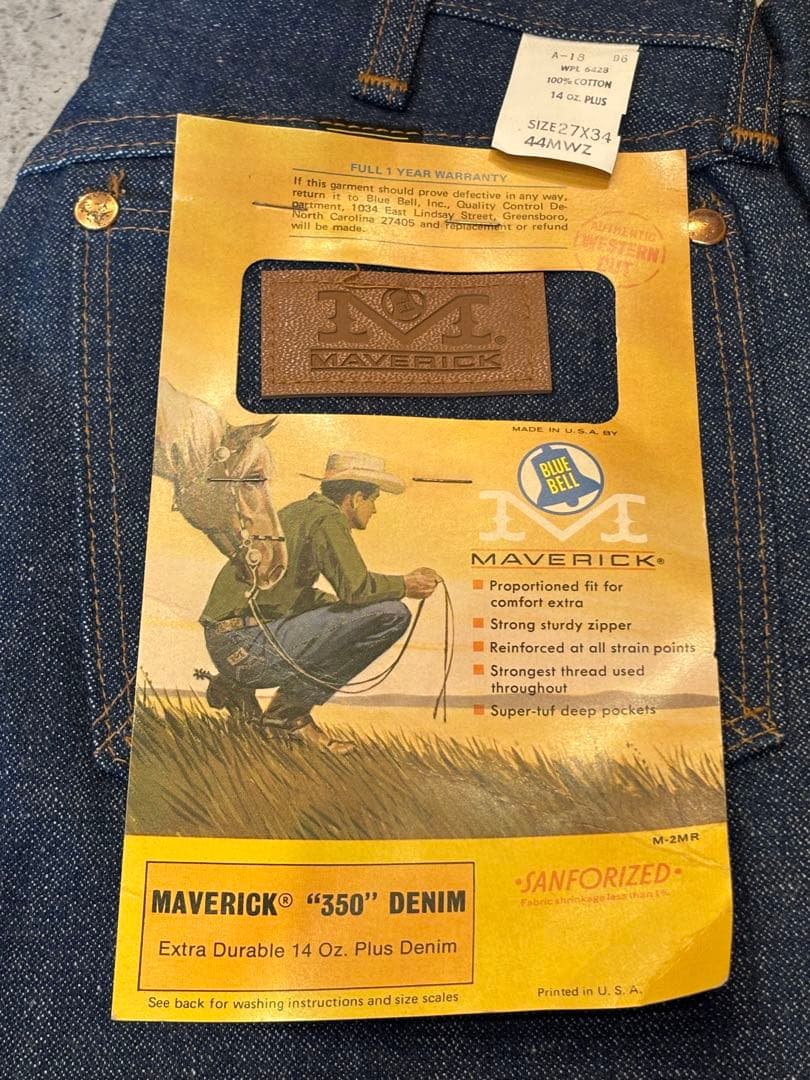 A-18 96
WPL 6428
100% COTTON
14 OZ. PLUS
SIZE 27X34
44MWZ
FULL 1 YEAR WARRANTY
If this garment should prove defective in any way,
return it to Blue Bell, Inc., Quality Control De-
partment, 1034 East Lindsay Street, Greensboro,
North Carolina 27405 and replacement or refund
will be made.
AUTHENTIC
WESTERN
CUT
M®
MAVERICK
MADE IN U.S.A. BY
BLUE
BELL
M
MAVERICK®
Proportioned fit for
comfort extra
Strong sturdy zipper
Reinforced at all strain points
Strongest thread used
throughout
Super-tuf deep pockets
M-2MR
MAVERICK® "350" DENIM
Extra Durable 14 Oz. Plus Denim
•SANFORIZED•
Fabric shrinkage less than 1%
See back for washing instructions and size scales
Printed in U. S. A.